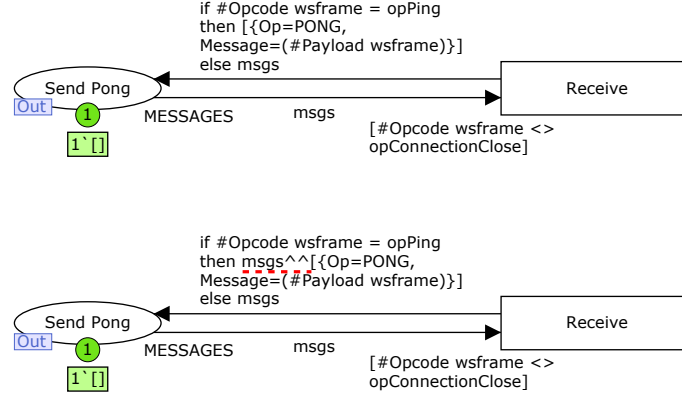 if #Opcode wsframe = opPing
then [{Op=PONG,
Message=(#Payload wsframe)}]
else msgs
Send Pong
Receive
Out
1
MESSAGES
msgs
1`[]
[#Opcode wsframe <>
opConnectionClose]
if #Opcode wsframe = opPing
then msgs^^[{Op=PONG,
Message=(#Payload wsframe)}]
else msgs
Send Pong
Receive
Out
1
MESSAGES
msgs
1`[]
[#Opcode wsframe <>
opConnectionClose]